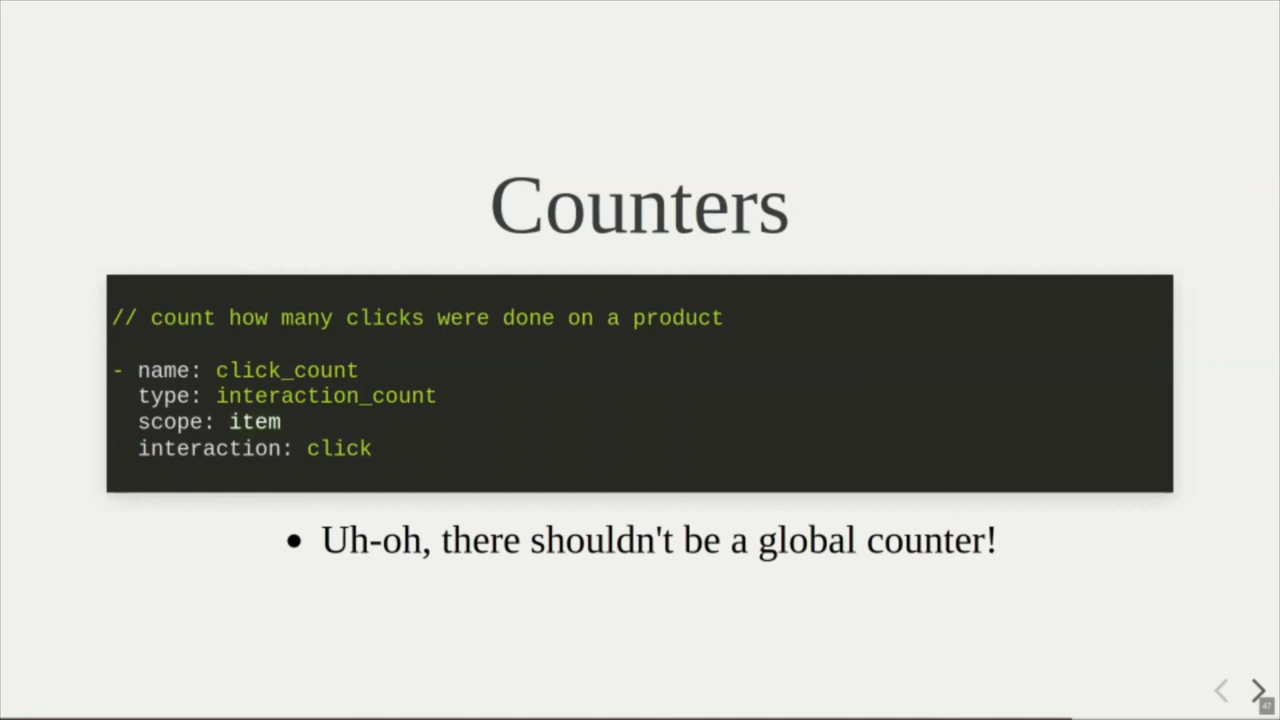 Counters
// count how many clicks were done on a product
- name: click_count
type: interaction_count
scope: item
interaction: click
• Uh-oh, there shouldn't be a global counter!
47